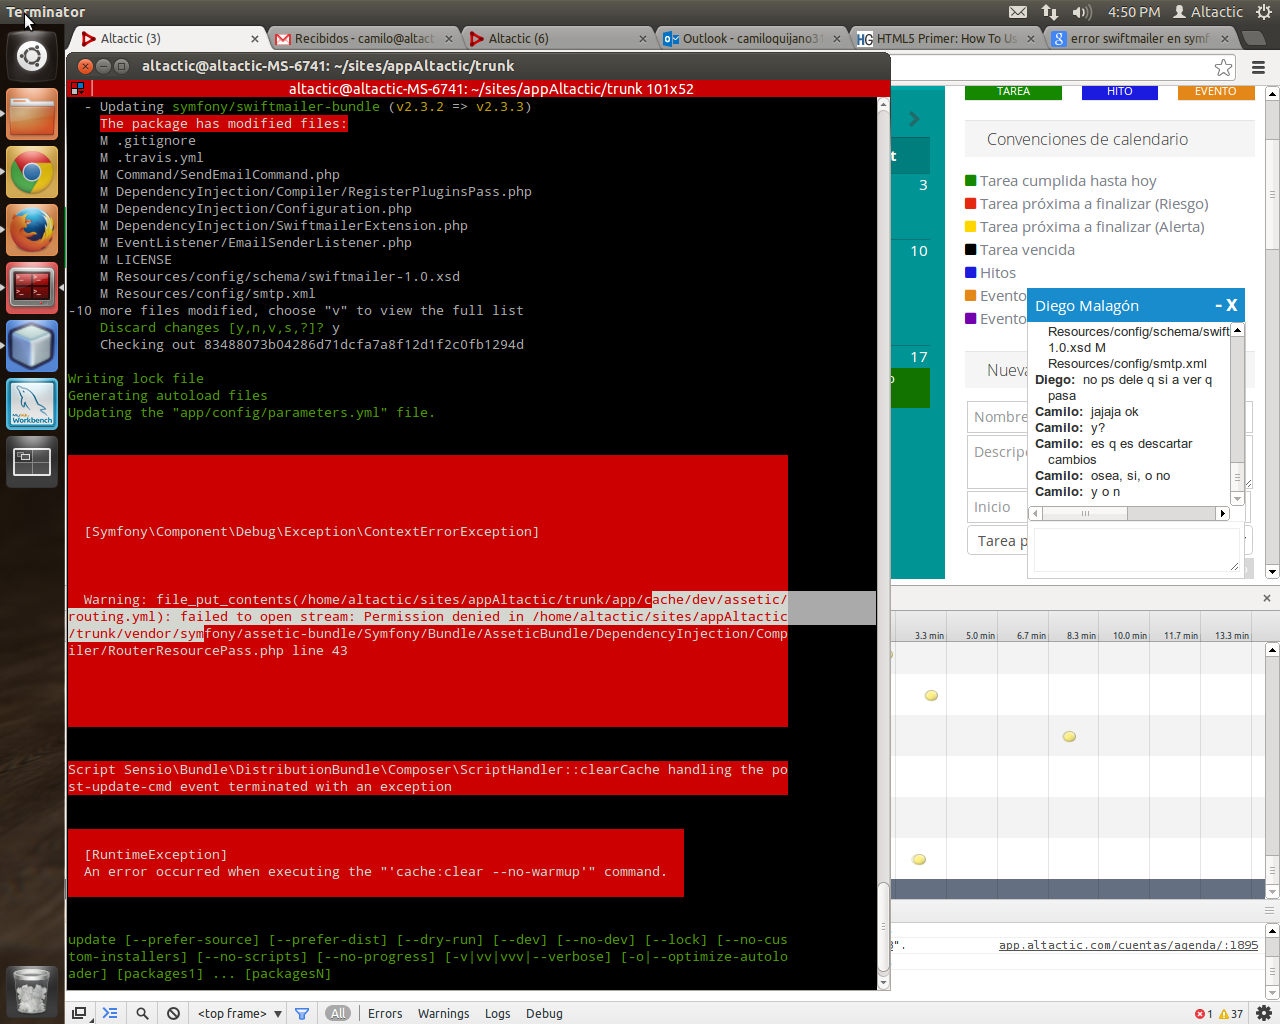 Terminator
4:50 PM
Altactic
Altactic (3)
Recibidos - camilo@altact
Altactic (6)
Outlook - camiloquijano31
HTML5 Primer: How To Us
error swiftmailer en symf
altactic@altactic-MS-6741: ~/sites/appAltactic/trunk
altactic@altactic-MS-6741: ~/sites/appAltactic/trunk 101x52
- Updating symfony/swiftmailer-bundle (v2.3.2 => v2.3.3)
The package has modified files:
M .gitignore
M .travis.yml
M Command/SendEmailCommand.php
M DependencyInjection/Compiler/RegisterPluginsPass.php
M DependencyInjection/Configuration.php
M DependencyInjection/SwiftmailerExtension.php
M EventListener/EmailSenderListener.php
M LICENSE
M Resources/config/schema/swiftmailer-1.0.xsd
M Resources/config/smtp.xml
-10 more files modified, choose "v" to view the full list
Discard changes [y,n,v,s,?]? y
Checking out 83488073b04286d71dcfa7a8f12d1f2c0fb1294d
Writing lock file
Generating autoload files
Updating the "app/config/parameters.yml" file.
[Symfony\Component\Debug\Exception\ContextErrorException]
Warning: file_put_contents(/home/altactic/sites/appAltactic/trunk/app/cache/dev/assetic/
routing.yml): failed to open stream: Permission denied in /home/altactic/sites/appAltactic
/trunk/vendor/symfony/assetic-bundle/Symfony/Bundle/AsseticBundle/DependencyInjection/Comp
iler/RouterResourcePass.php line 43
Script Sensio\Bundle\DistributionBundle\Composer\ScriptHandler::clearCache handling the po
st-update-cmd event terminated with an exception
[RuntimeException]
An error occurred when executing the "'cache:clear --no-warmup'" command.
update [--prefer-source] [--prefer-dist] [--dry-run] [--dev] [--no-dev] [--lock] [--no-cus
tom-installers] [--no-scripts] [--no-progress] [-v|vv|vvv|--verbose] [-o|--optimize-autolo
ader] [packages1] ... [packagesN]
t
3
10
17
TAREA
HITO
EVENTO
Convenciones de calendario
Tarea cumplida hasta hoy
Tarea próxima a finalizar (Riesgo)
Tarea próxima a finalizar (Alerta)
Tarea vencida
Hitos
Evento
Evento
Nueva
Nombre
Descrip
Inicio
Tarea p
Diego Malagón
- X
Resources/config/schema/swift
1.0.xsd M
Resources/config/smtp.xml
Diego: no ps dele q si a ver q
pasa
Camilo: jajaja ok
Camilo: y?
Camilo: es q es descartar
cambios
Camilo: osea, si, o no
Camilo: y o n
3.3 min
5.0 min
6.7 min
8.3 min
10.0 min
11.7 min
13.3 min
app.altactic.com/cuentas/agenda/:1895
MySQL
Workbench
<top frame>
All
Errors
Warnings
Logs
Debug
1
37